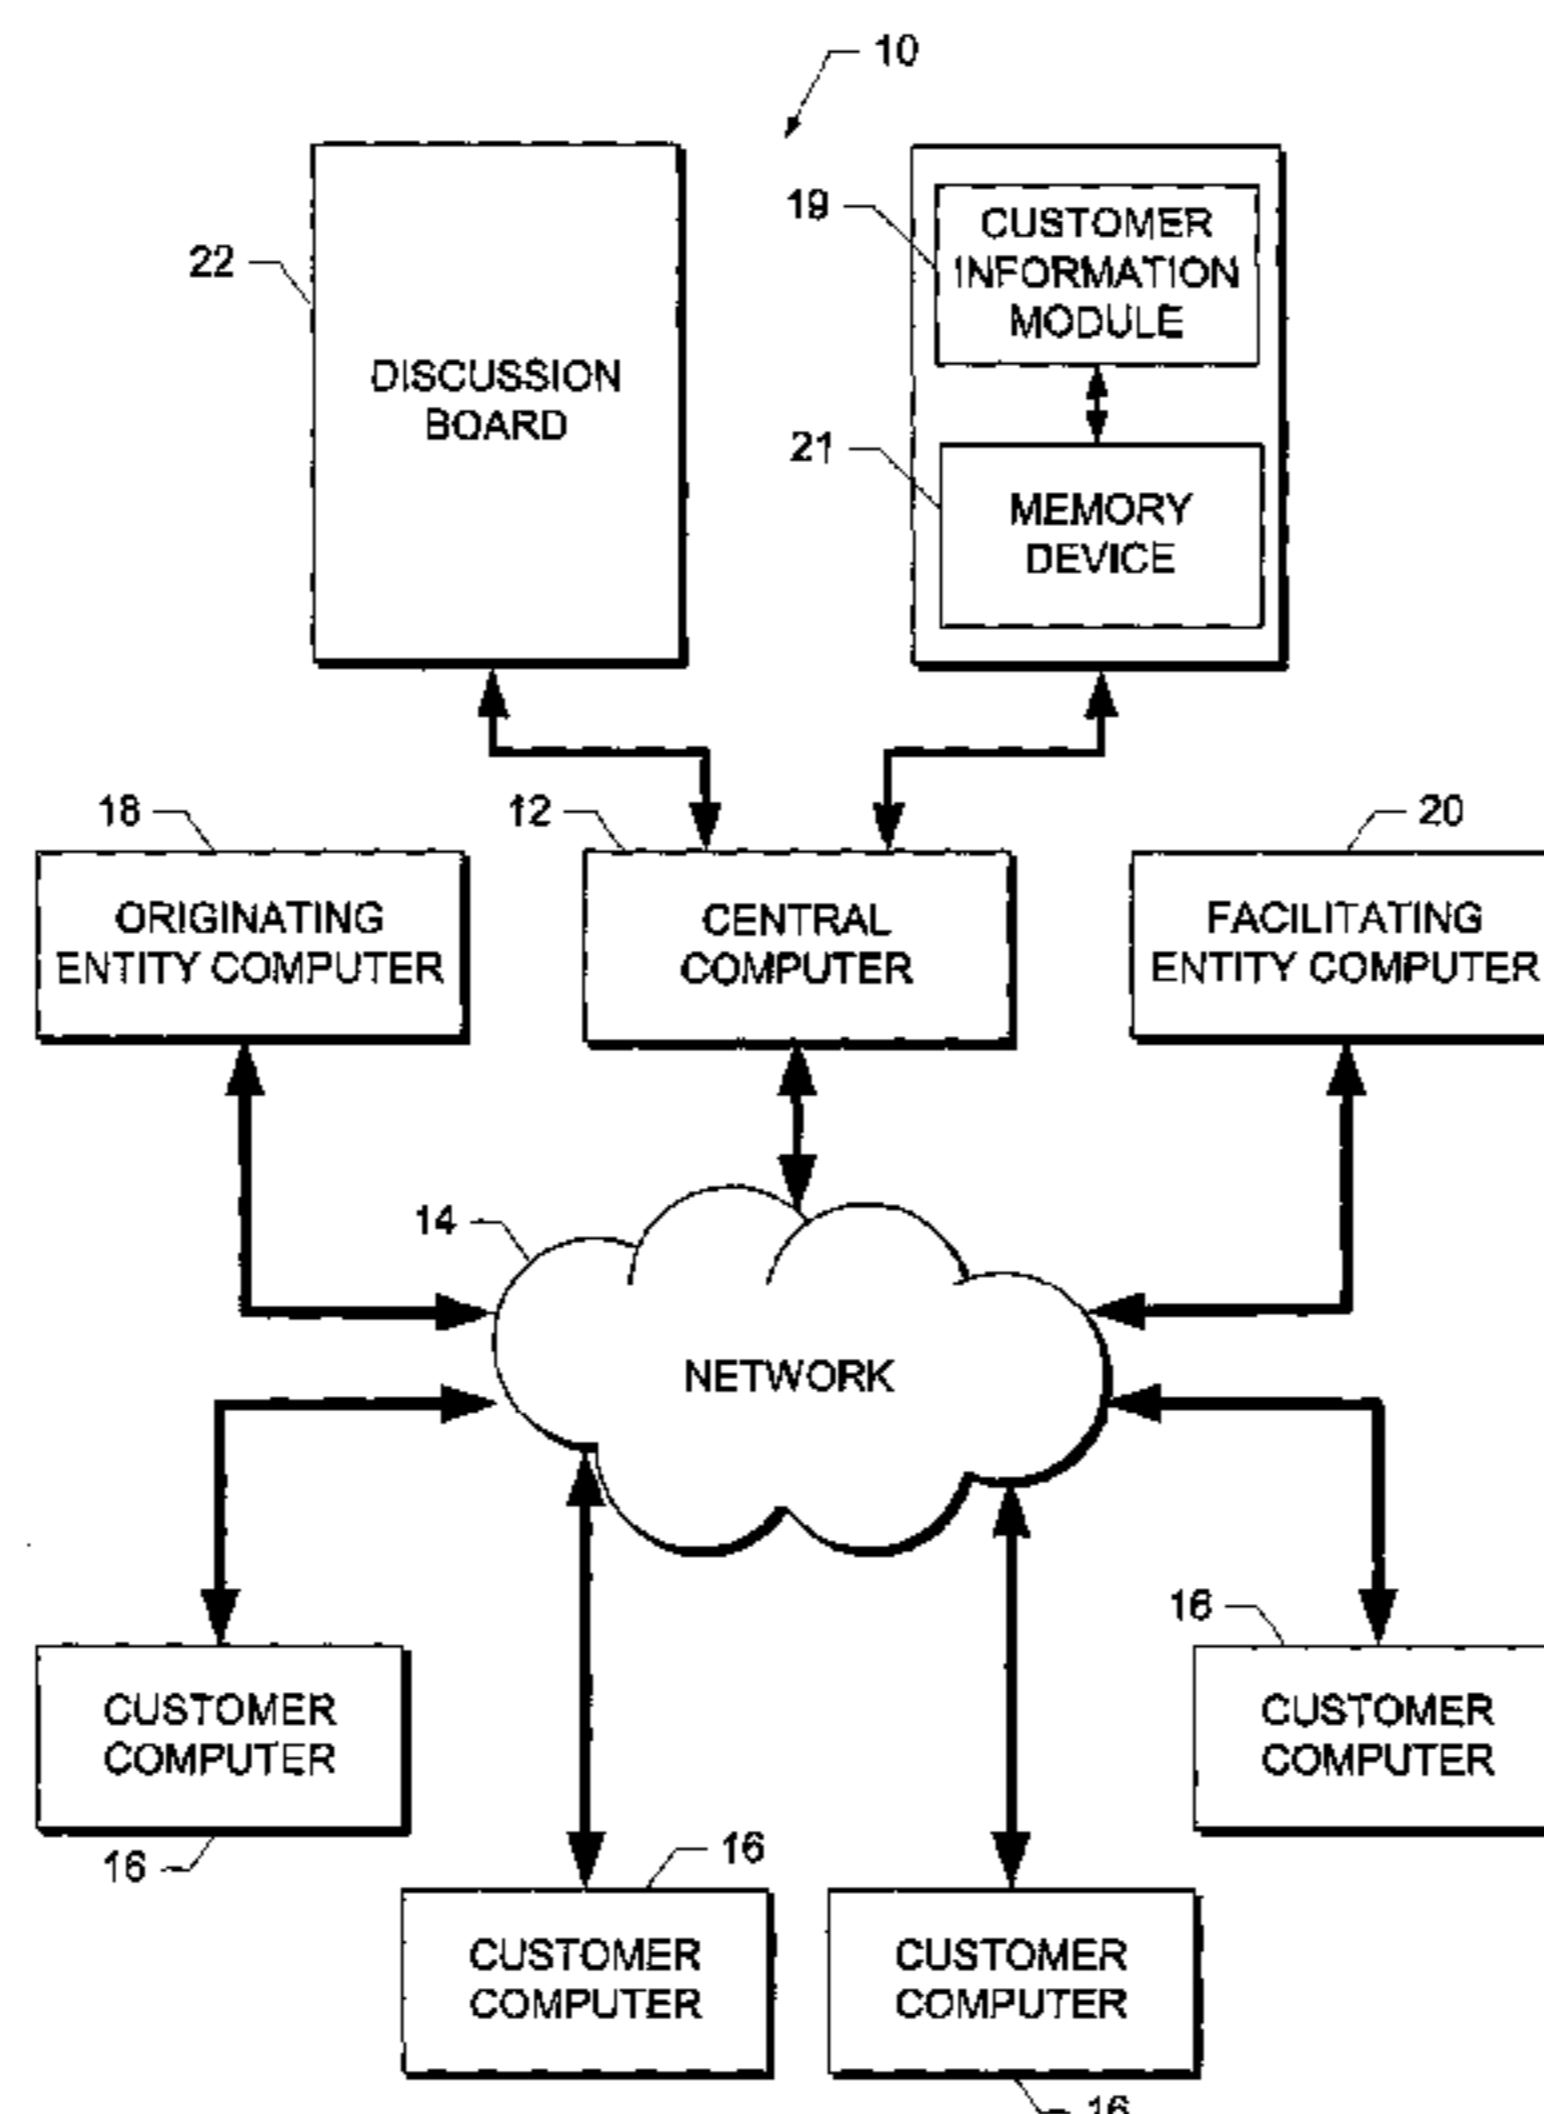 10
19
CUSTOMER
INFORMATION
MODULE
22
DISCUSSION
BOARD
21
MEMORY
DEVICE
18
12
20
ORIGINATING
ENTITY COMPUTER
CENTRAL
COMPUTER
FACILITATING
ENTITY COMPUTER
14
NETWORK
16
CUSTOMER
COMPUTER
CUSTOMER
COMPUTER
16
16
CUSTOMER
COMPUTER
CUSTOMER
COMPUTER
16